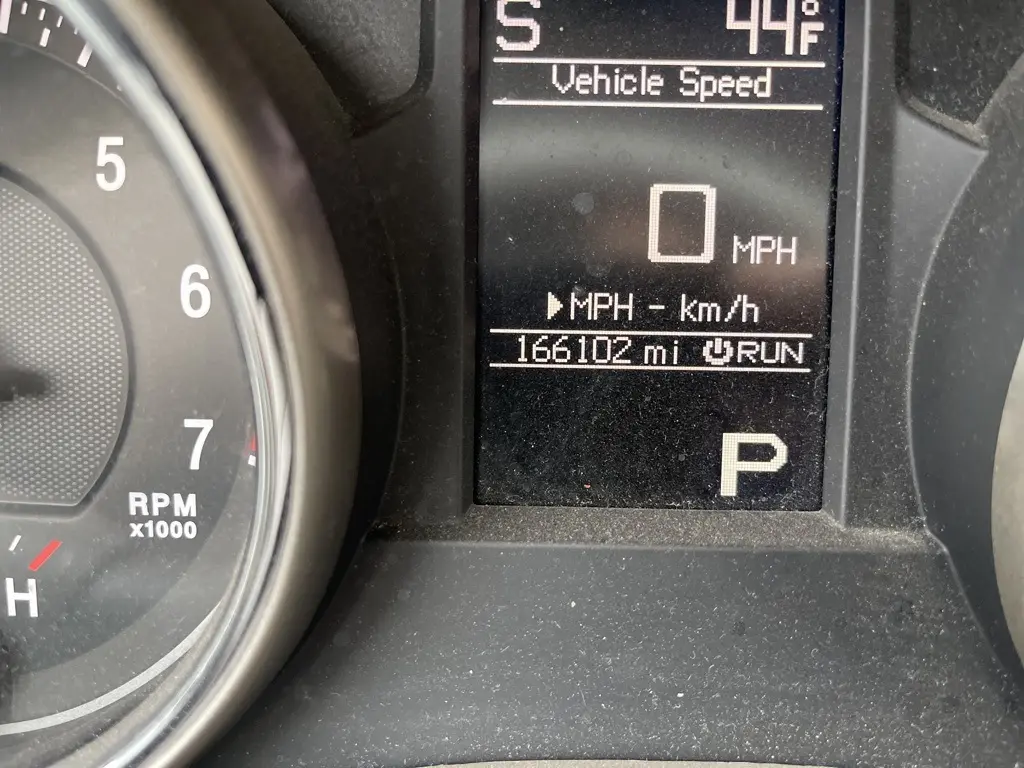 S 44°F
Vehicle Speed
5
0 MPH
6
MPH - km/h
166102 mi RUN
7
P
RPM
x1000
H